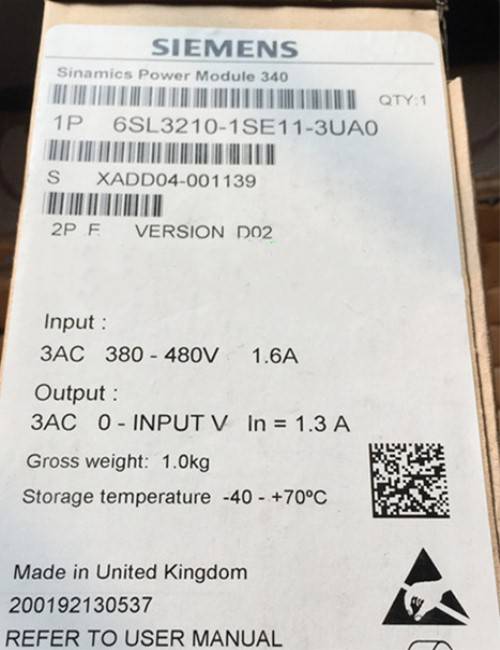 SIEMENS
Sinamics Power Module 340
QTY:1
1P 6SL3210-1SE11-3UA0
S XADD04-001139
2P F VERSION D02
Input :
3AC 380 - 480V 1.6A
Output :
3AC 0 - INPUT V In = 1.3 A
Gross weight: 1.0kg
Storage temperature -40 - +70ºC
Made in United Kingdom
200192130537
REFER TO USER MANUAL